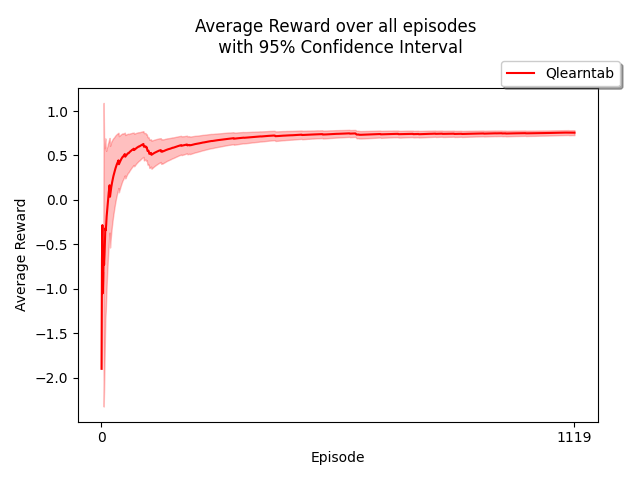 Average Reward over all episodes
with 95% Confidence Interval
Qlearntab
1.0
0.5
0.0
−0.5
−1.0
−1.5
−2.0
Average Reward
0
1119
Episode